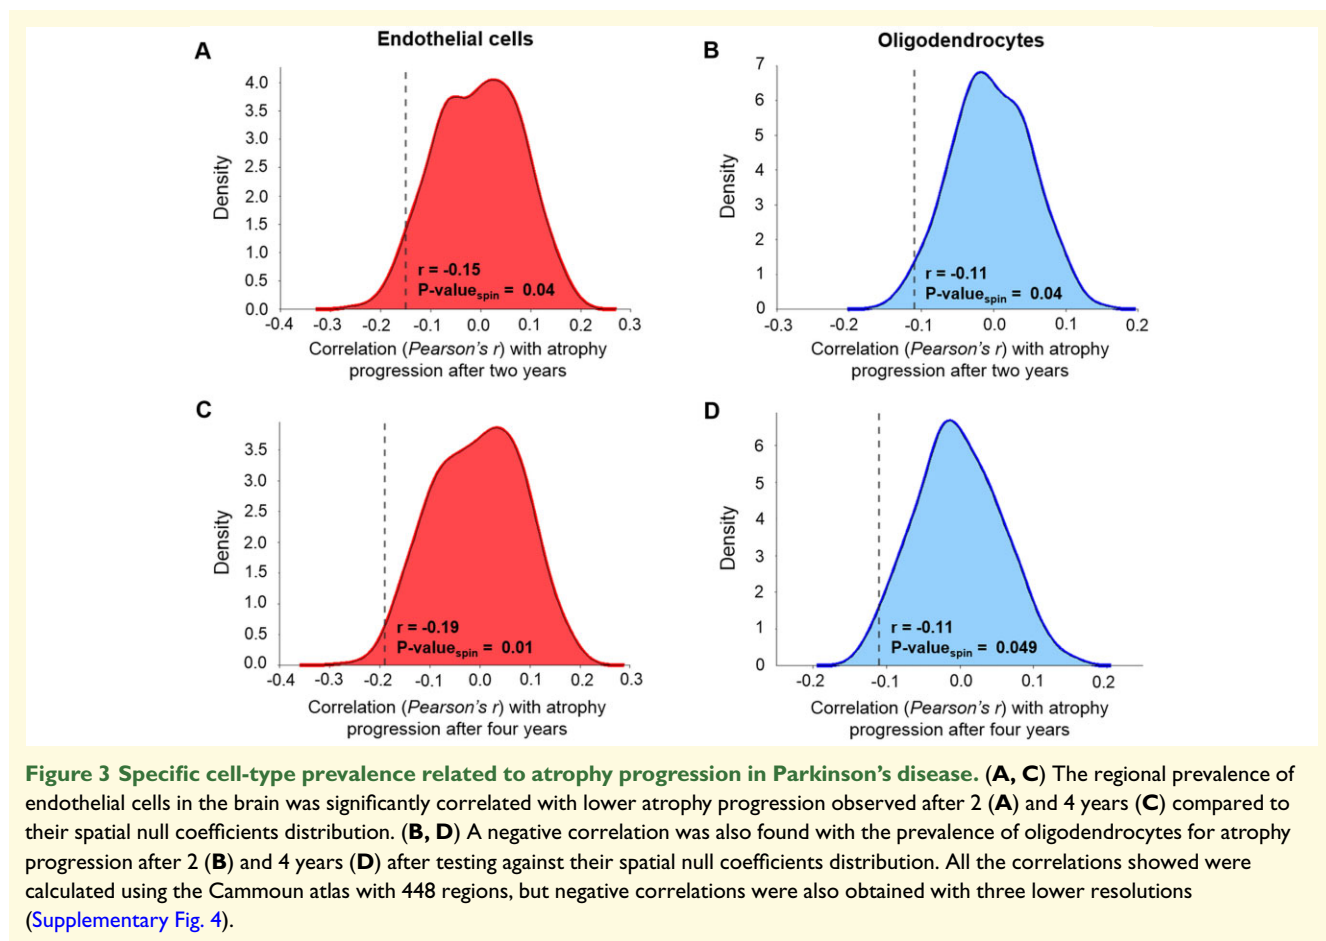 A
Endothelial cells
4.0
3.5
3.0
2.5
2.0
1.5
1.0
0.5
0.0
Density
r = -0.15
P-valuespin = 0.04
-0.4 -0.3 -0.2 -0.1 0.0 0.1 0.2 0.3
Correlation (Pearson's r) with atrophy
progression after two years
B
Oligodendrocytes
7
6
5
4
3
2
1
0
Density
r = -0.11
P-valuespin = 0.04
-0.3 -0.2 -0.1 0.0 0.1 0.2
Correlation (Pearson's r) with atrophy
progression after two years
C
3.5
3.0
2.5
2.0
1.5
1.0
0.5
0.0
Density
r = -0.19
P-valuespin = 0.01
-0.4 -0.3 -0.2 -0.1 0.0 0.1 0.2 0.3
Correlation (Pearson's r) with atrophy
progression after four years
D
6
5
4
3
2
1
0
Density
r = -0.11
P-valuespin = 0.049
-0.2 -0.1 0.0 0.1 0.2
Correlation (Pearson's r) with atrophy
progression after four years
Figure 3 Specific cell-type prevalence related to atrophy progression in Parkinson's disease. (A, C) The regional prevalence of
endothelial cells in the brain was significantly correlated with lower atrophy progression observed after 2 (A) and 4 years (C) compared to
their spatial null coefficients distribution. (B, D) A negative correlation was also found with the prevalence of oligodendrocytes for atrophy
progression after 2 (B) and 4 years (D) after testing against their spatial null coefficients distribution. All the correlations showed were
calculated using the Cammoun atlas with 448 regions, but negative correlations were also obtained with three lower resolutions
(Supplementary Fig. 4).